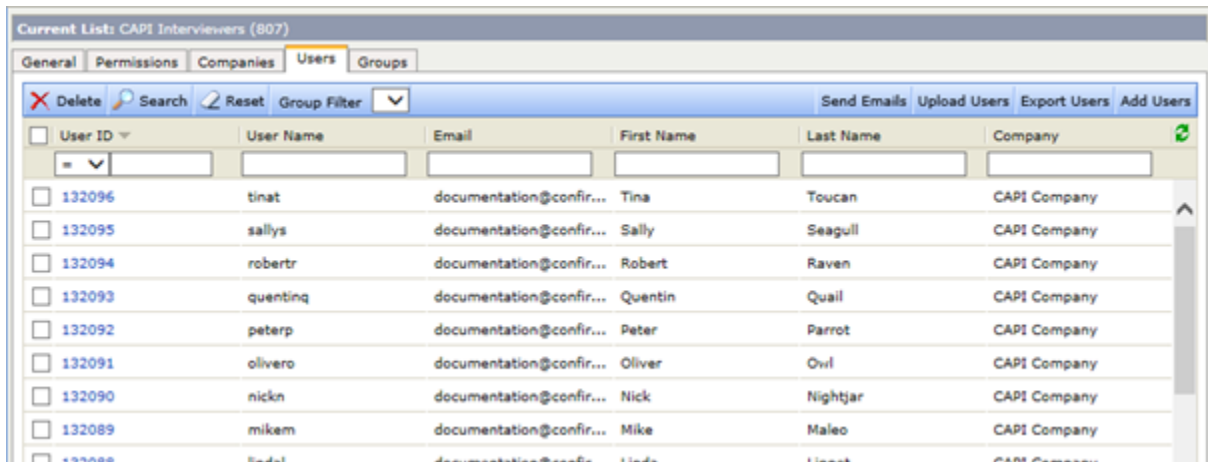 Current List: CAPI Interviewers (807)
General Permissions Companies Users Groups
Delete Search Reset Group Filter Send Emails Upload Users Export Users Add Users
User ID User Name Email First Name Last Name Company
=
132096 tinat documentation@confir... Tina Toucan CAPI Company
132095 sallys documentation@confir... Sally Seagull CAPI Company
132094 robertr documentation@confir... Robert Raven CAPI Company
132093 quentinq documentation@confir... Quentin Quail CAPI Company
132092 peterp documentation@confir... Peter Parrot CAPI Company
132091 olivero documentation@confir... Oliver Owl CAPI Company
132090 nickn documentation@confir... Nick Nightjar CAPI Company
132089 mikem documentation@confir... Mike Maleo CAPI Company